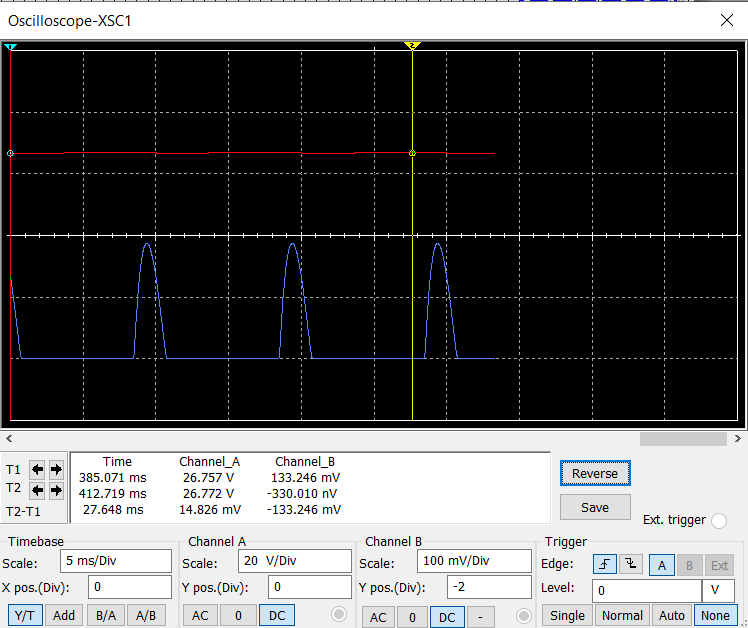 Oscilloscope-XSC1
1
2
T1
T2
T2-T1
Time Channel_A Channel_B
385.071 ms 26.757 V 133.246 mV
412.719 ms 26.772 V -330.010 nV
27.648 ms 14.826 mV -133.246 mV
Reverse
Save
Ext. trigger
Timebase
Scale: 5 ms/Div
X pos.(Div): 0
Y/T Add B/A A/B
Channel A
Scale: 20 V/Div
Y pos.(Div): 0
AC 0 DC
Channel B
Scale: 100 mV/Div
Y pos.(Div): -2
AC 0 DC -
Trigger
Edge: A B Ext
Level: 0 V
Single Normal Auto None